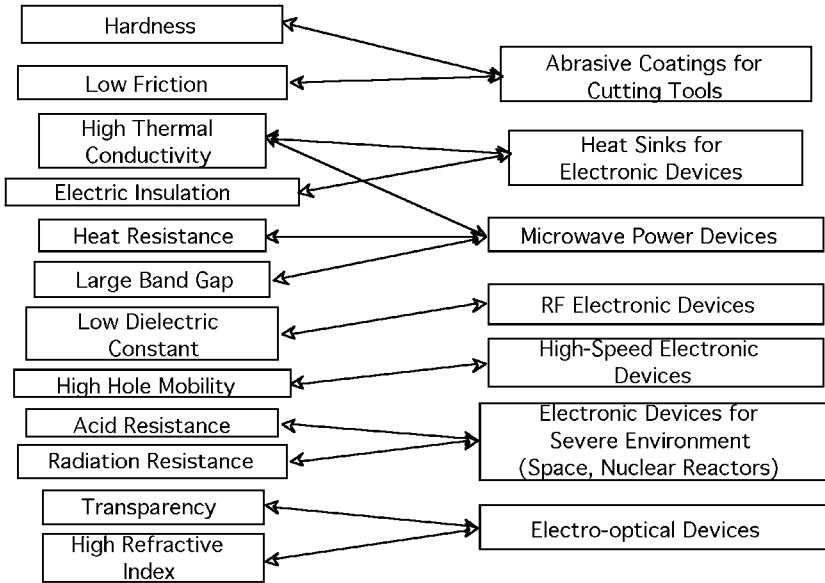 Hardness
Low Friction
High Thermal
Conductivity
Electric Insulation
Heat Resistance
Large Band Gap
Low Dielectric
Constant
High Hole Mobility
Acid Resistance
Radiation Resistance
Transparency
High Refractive
Index
Abrasive Coatings for
Cutting Tools
Heat Sinks for
Electronic Devices
Microwave Power Devices
RF Electronic Devices
High-Speed Electronic
Devices
Electronic Devices for
Severe Environment
(Space, Nuclear Reactors)
Electro-optical Devices